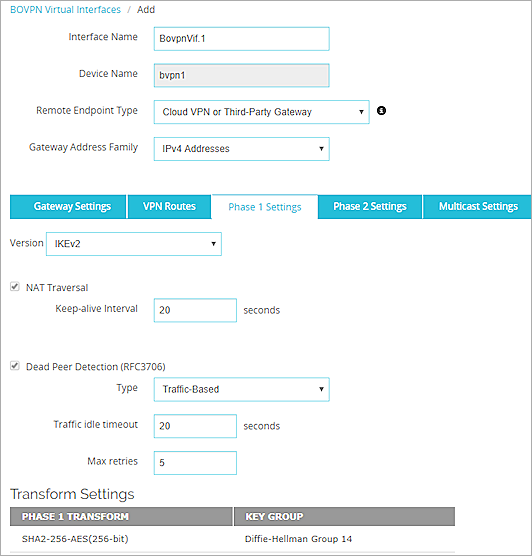 BOVPN Virtual Interfaces / Add
Interface Name BovpnVif.1
Device Name bvpn1
Remote Endpoint Type Cloud VPN or Third-Party Gateway
Gateway Address Family IPv4 Addresses
Gateway Settings VPN Routes Phase 1 Settings Phase 2 Settings Multicast Settings
Version IKEv2
NAT Traversal
Keep-alive Interval 20 seconds
Dead Peer Detection (RFC3706)
Type Traffic-Based
Traffic idle timeout 20 seconds
Max retries 5
Transform Settings
PHASE 1 TRANSFORM KEY GROUP
SHA2-256-AES(256-bit) Diffie-Hellman Group 14